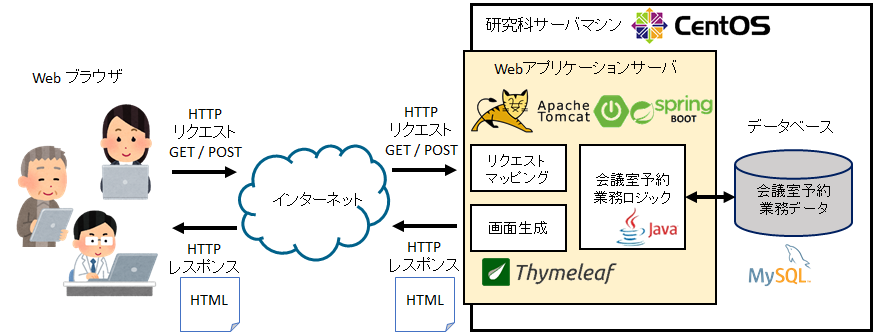 研究科サーバマシン
CentOS
Webアプリケーションサーバ
Web ブラウザ
HTTP
リクエスト
GET / POST
HTTP
リクエスト
GET / POST
Apache
Tomcat
spring
BOOT
データベース
リクエスト
マッピング
会議室予約
業務ロジック
Java
インターネット
画面生成
会議室予約
業務データ
HTTP
レスポンス
HTML
HTTP
レスポンス
HTML
Thymeleaf
MySQL